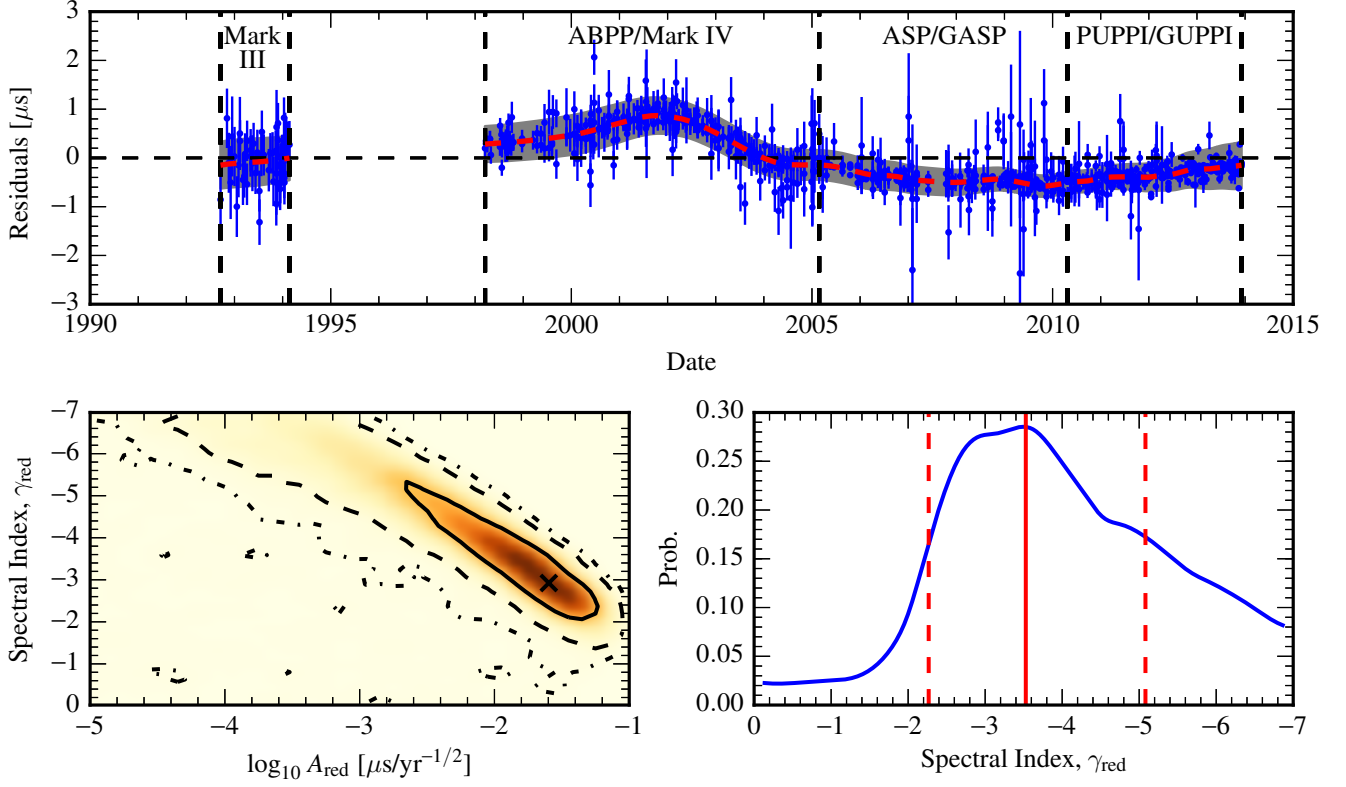 Mark
III
ABPP/Mark IV
ASP/GASP
PUPPI/GUPPI
3
2
1
0
−1
−2
−3
Residuals [μs]
1990 1995 2000 2005 2010 2015
Date
−7
−6
−5
−4
−3
−2
−1
0
Spectral Index, γred
−5 −4 −3 −2 −1
log10 Ared [μs/yr−1/2]
0.30
0.25
0.20
0.15
0.10
0.05
0.00
Prob.
0 −1 −2 −3 −4 −5 −6 −7
Spectral Index, γred